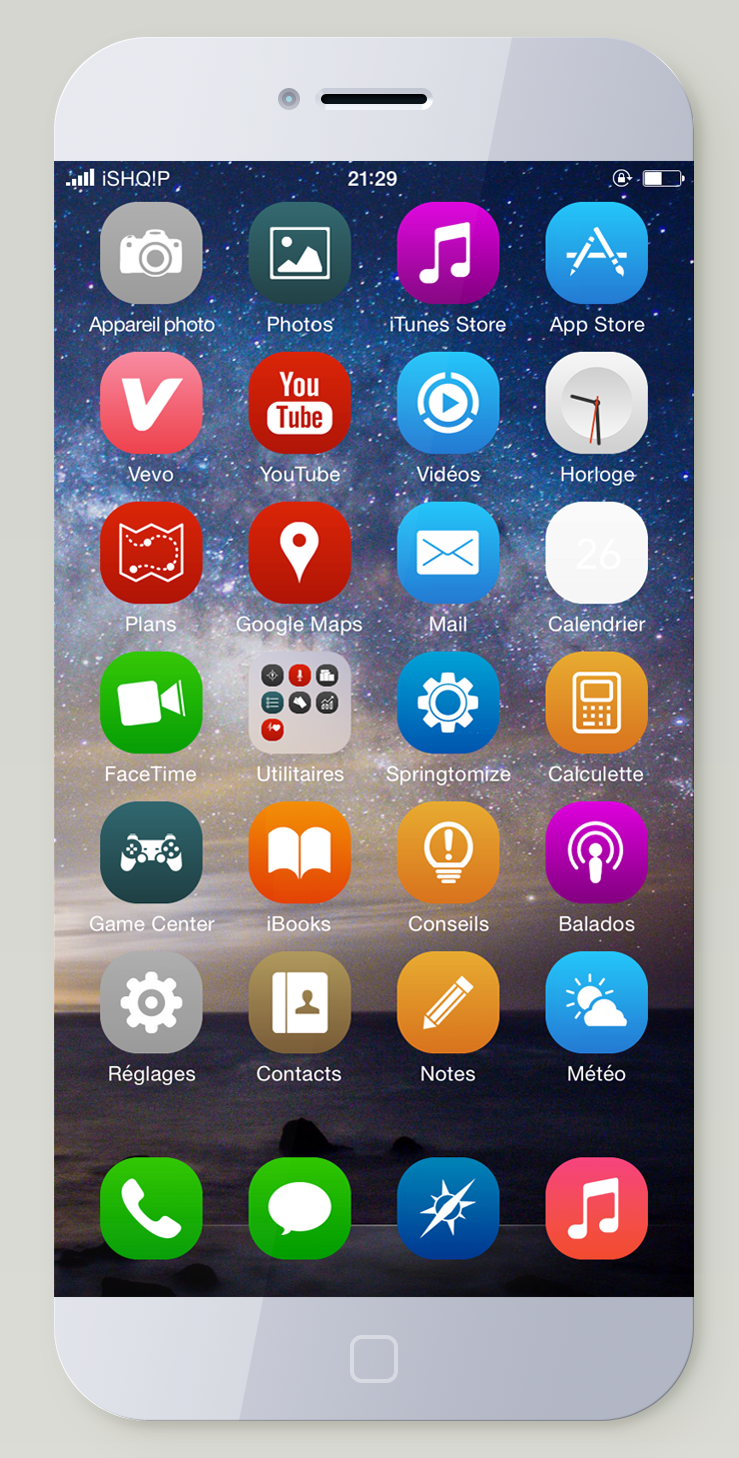 iSHQIP 21:29
Appareil photo Photos iTunes Store App Store
You
Tube
Vevo YouTube Vidéos Horloge
26
Plans Google Maps Mail Calendrier
FaceTime Utilitaires Springtomize Calculette
Game Center iBooks Conseils Balados
Réglages Contacts Notes Météo